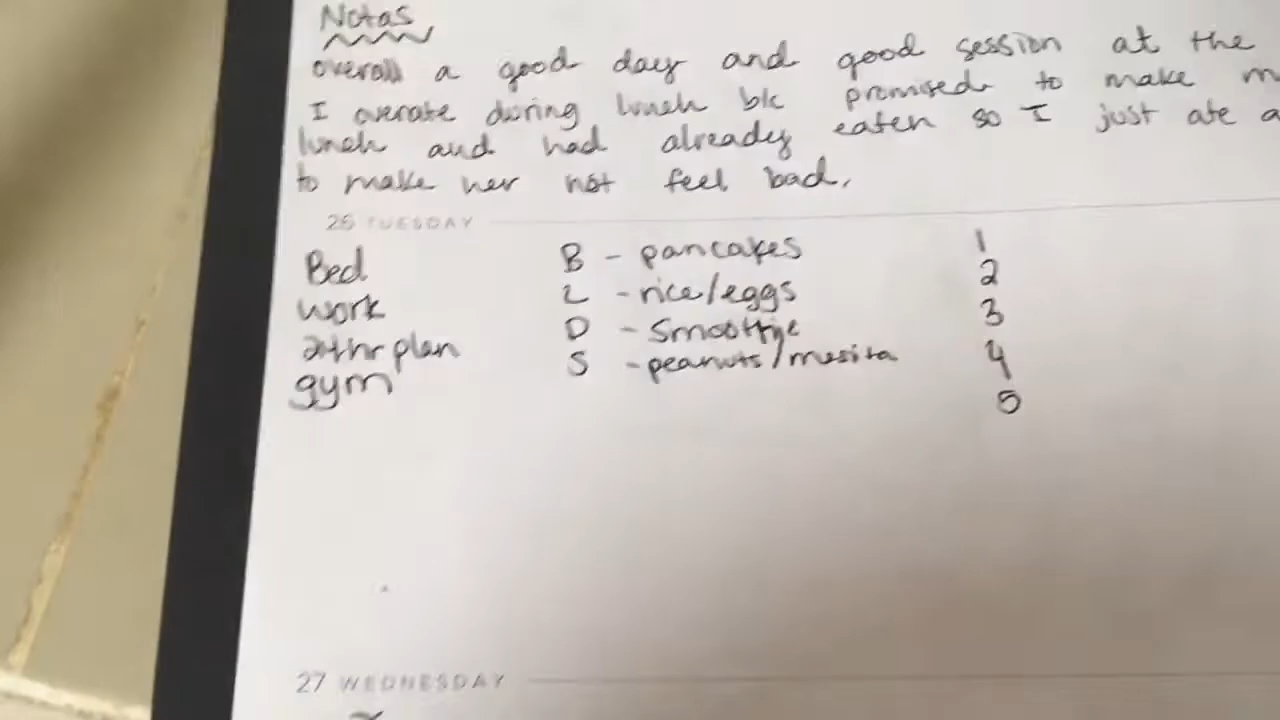 Notas
overall a good day and good session at the
I overate during lunch b/c promised to make
lunch and had already eaten so I just ate
to make her not feel bad.
26 TUESDAY
Bed B - pancakes 1
work L - rice/eggs 2
24hr plan D - Smoothie 3
gym S - peanuts/ 4
5
27 WEDNESDAY